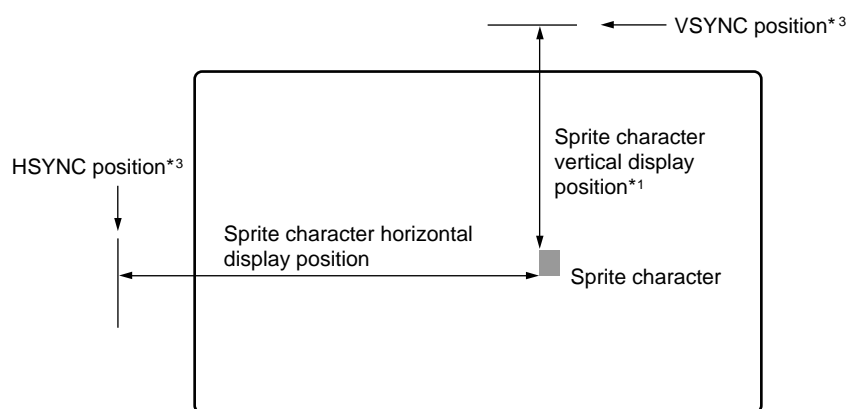 VSYNC position*3
Sprite character
vertical display
position*1
HSYNC position*3
Sprite character horizontal
display position
Sprite character